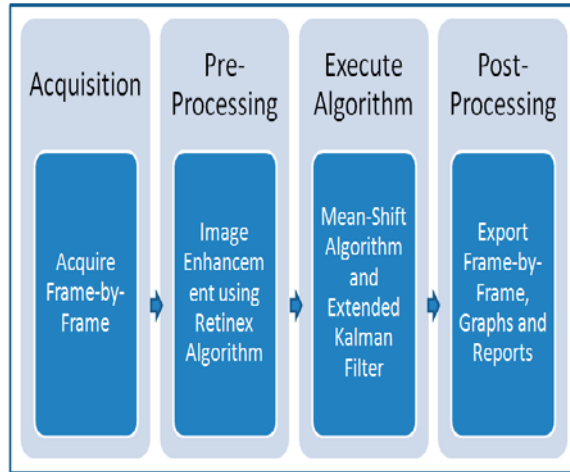 Acquisition
Acquire
Frame-by-
Frame
Pre-
Processing
Image
Enhancem
ent using
Retinex
Algorithm
Execute
Algorithm
Mean-Shift
Algorithm
and
Extended
Kalman
Filter
Post-
Processing
Export
Frame-by-
Frame,
Graphs and
Reports